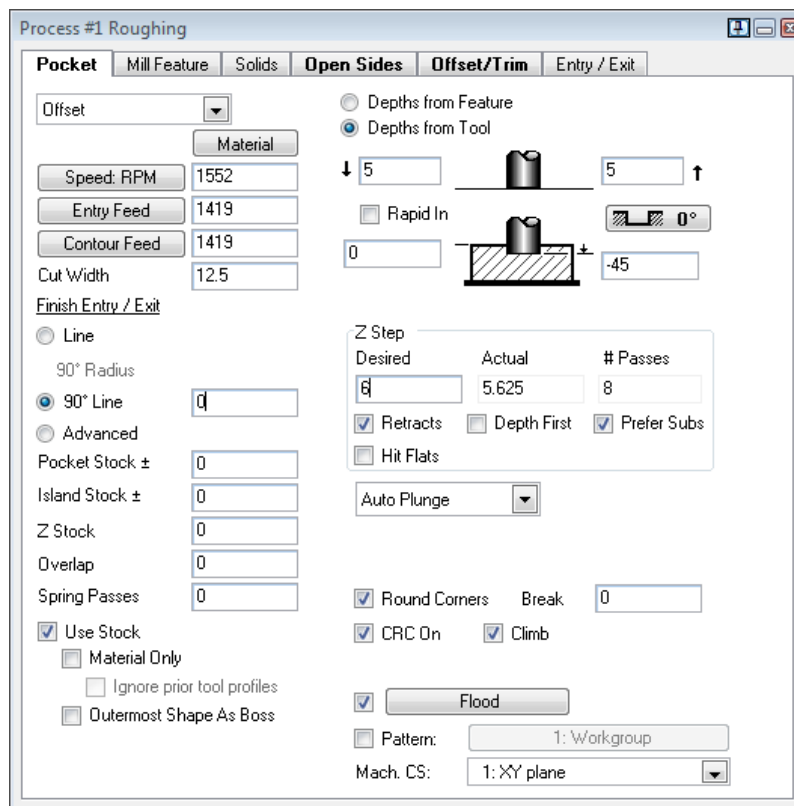 Process #1 Roughing
Pocket Mill Feature Solids Open Sides Offset/Trim Entry / Exit
Offset
Material
Speed: RPM 1552
Entry Feed 1419
Contour Feed 1419
Cut Width 12.5
Finish Entry / Exit
Line
90° Radius
90° Line 0
Advanced
Pocket Stock ± 0
Island Stock ± 0
Z Stock 0
Overlap 0
Spring Passes 0
Use Stock
Material Only
Ignore prior tool profiles
Outermost Shape As Boss
Depths from Feature
Depths from Tool
5 5
Rapid In 0°
0 -45
Z Step
Desired Actual # Passes
6 5.625 8
Retracts Depth First Prefer Subs
Hit Flats
Auto Plunge
Round Corners Break 0
CRC On Climb
Flood
Pattern: 1: Workgroup
Mach. CS: 1: XY plane